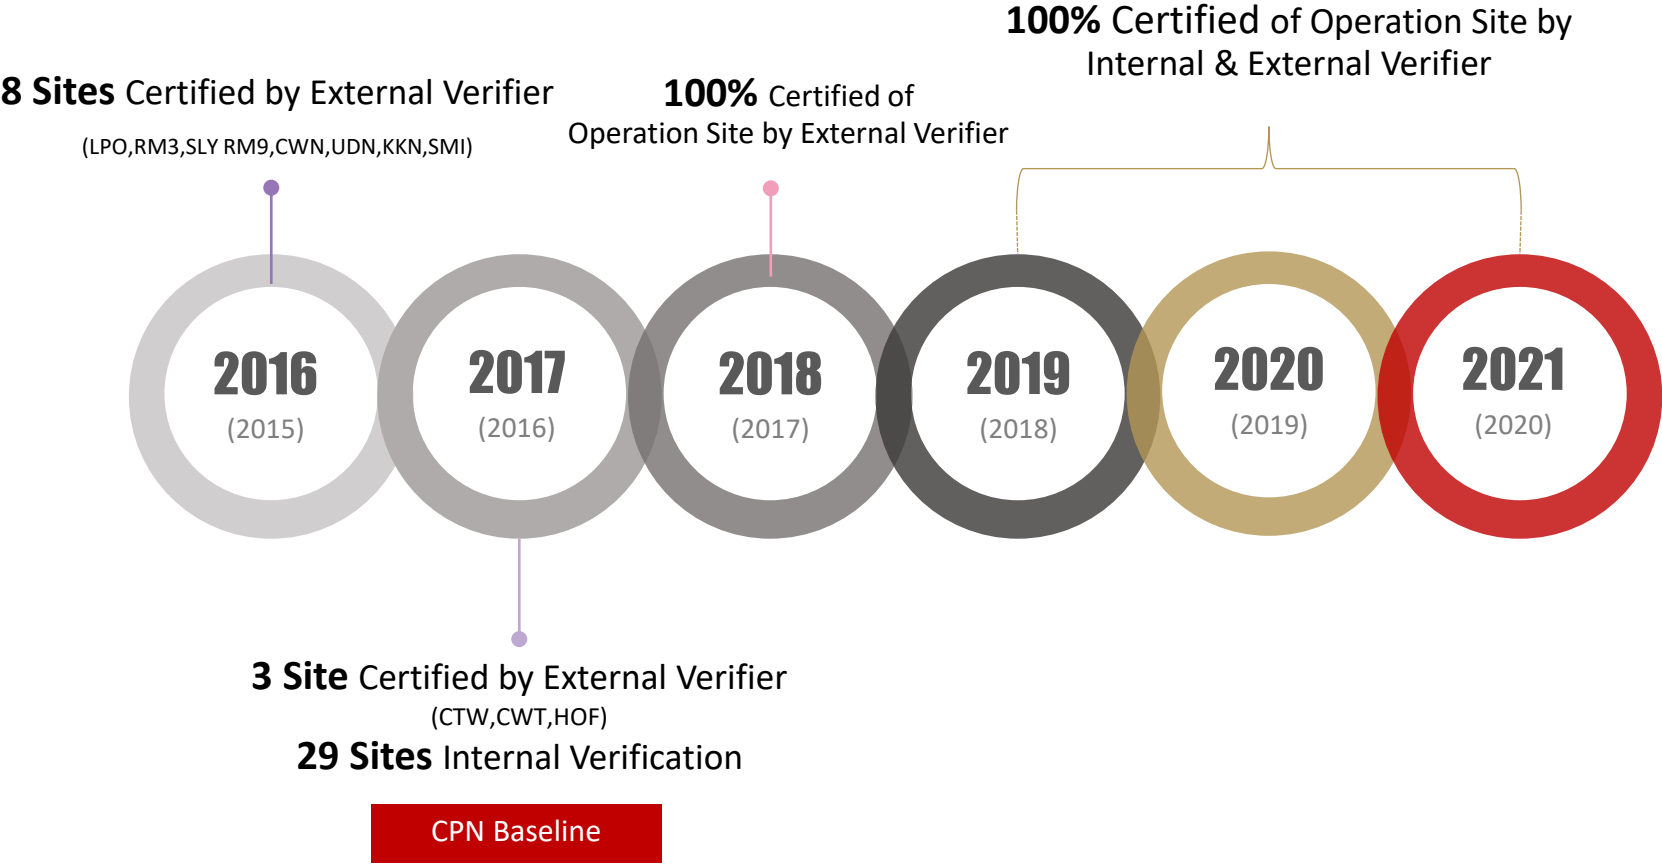 100% Certified of Operation Site by
Internal & External Verifier
8 Sites Certified by External Verifier
(LPO,RM3,SLY RM9,CWN,UDN,KKN,SMI)
100% Certified of
Operation Site by External Verifier
2016
(2015)
2017
(2016)
2018
(2017)
2019
(2018)
2020
(2019)
2021
(2020)
3 Site Certified by External Verifier
(CTW,CWT,HOF)
29 Sites Internal Verification
CPN Baseline